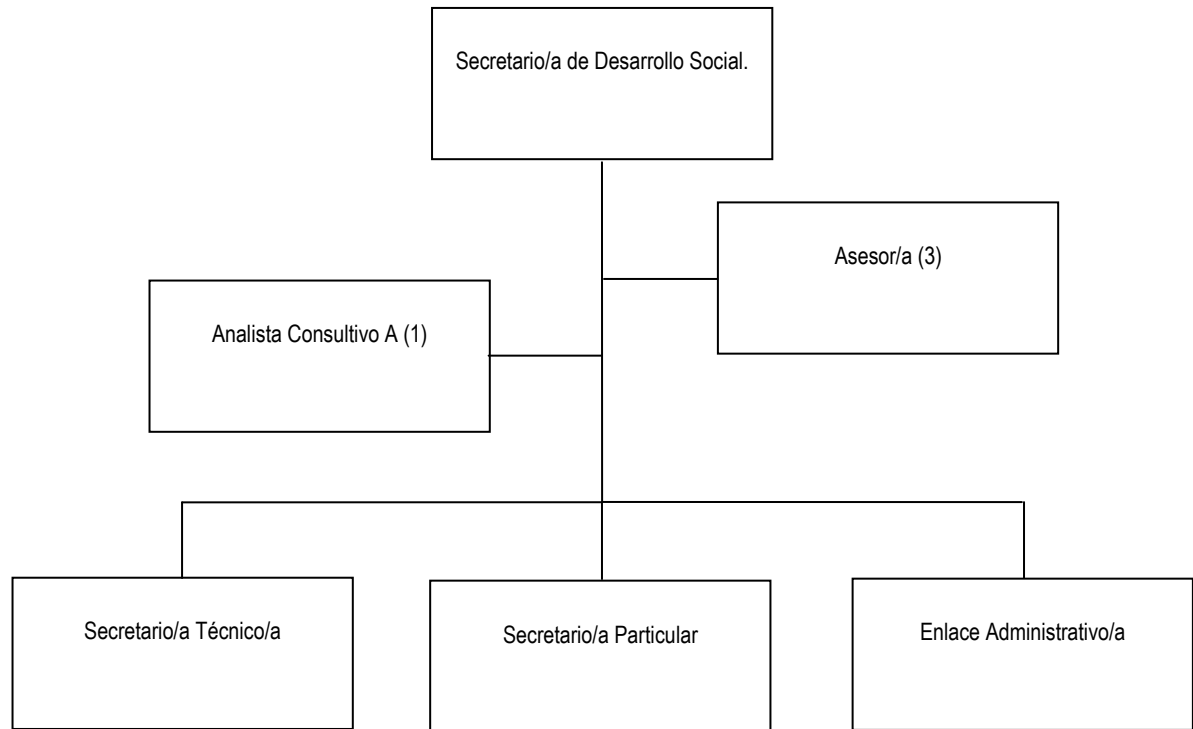 Secretario/a de Desarrollo Social.
Asesor/a (3)
Analista Consultivo A (1)
Secretario/a Técnico/a
Secretario/a Particular
Enlace Administrativo/a